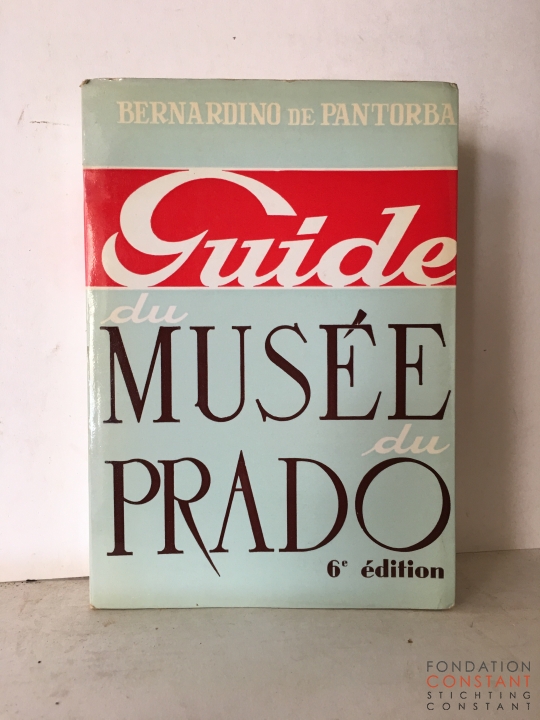 BERNARDINO DE PANTORBA
Guide
du
MUSÉE
du
PRADO
6e édition
FONDATION
CONSTANT
STICHTING
CONSTANT